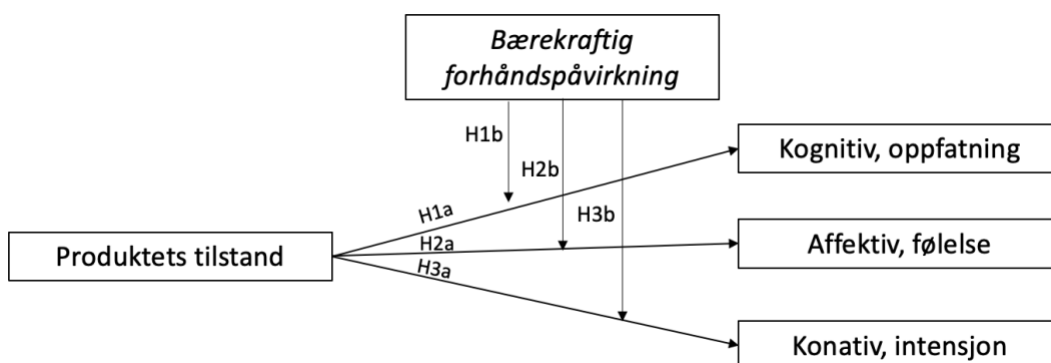 Bærekraftig
forhåndspåvirkning
H1b
H2b
H3b
Kognitiv, oppfatning
H1a
H2a
H3a
Produktets tilstand
Affektiv, følelse
Konativ, intensjon